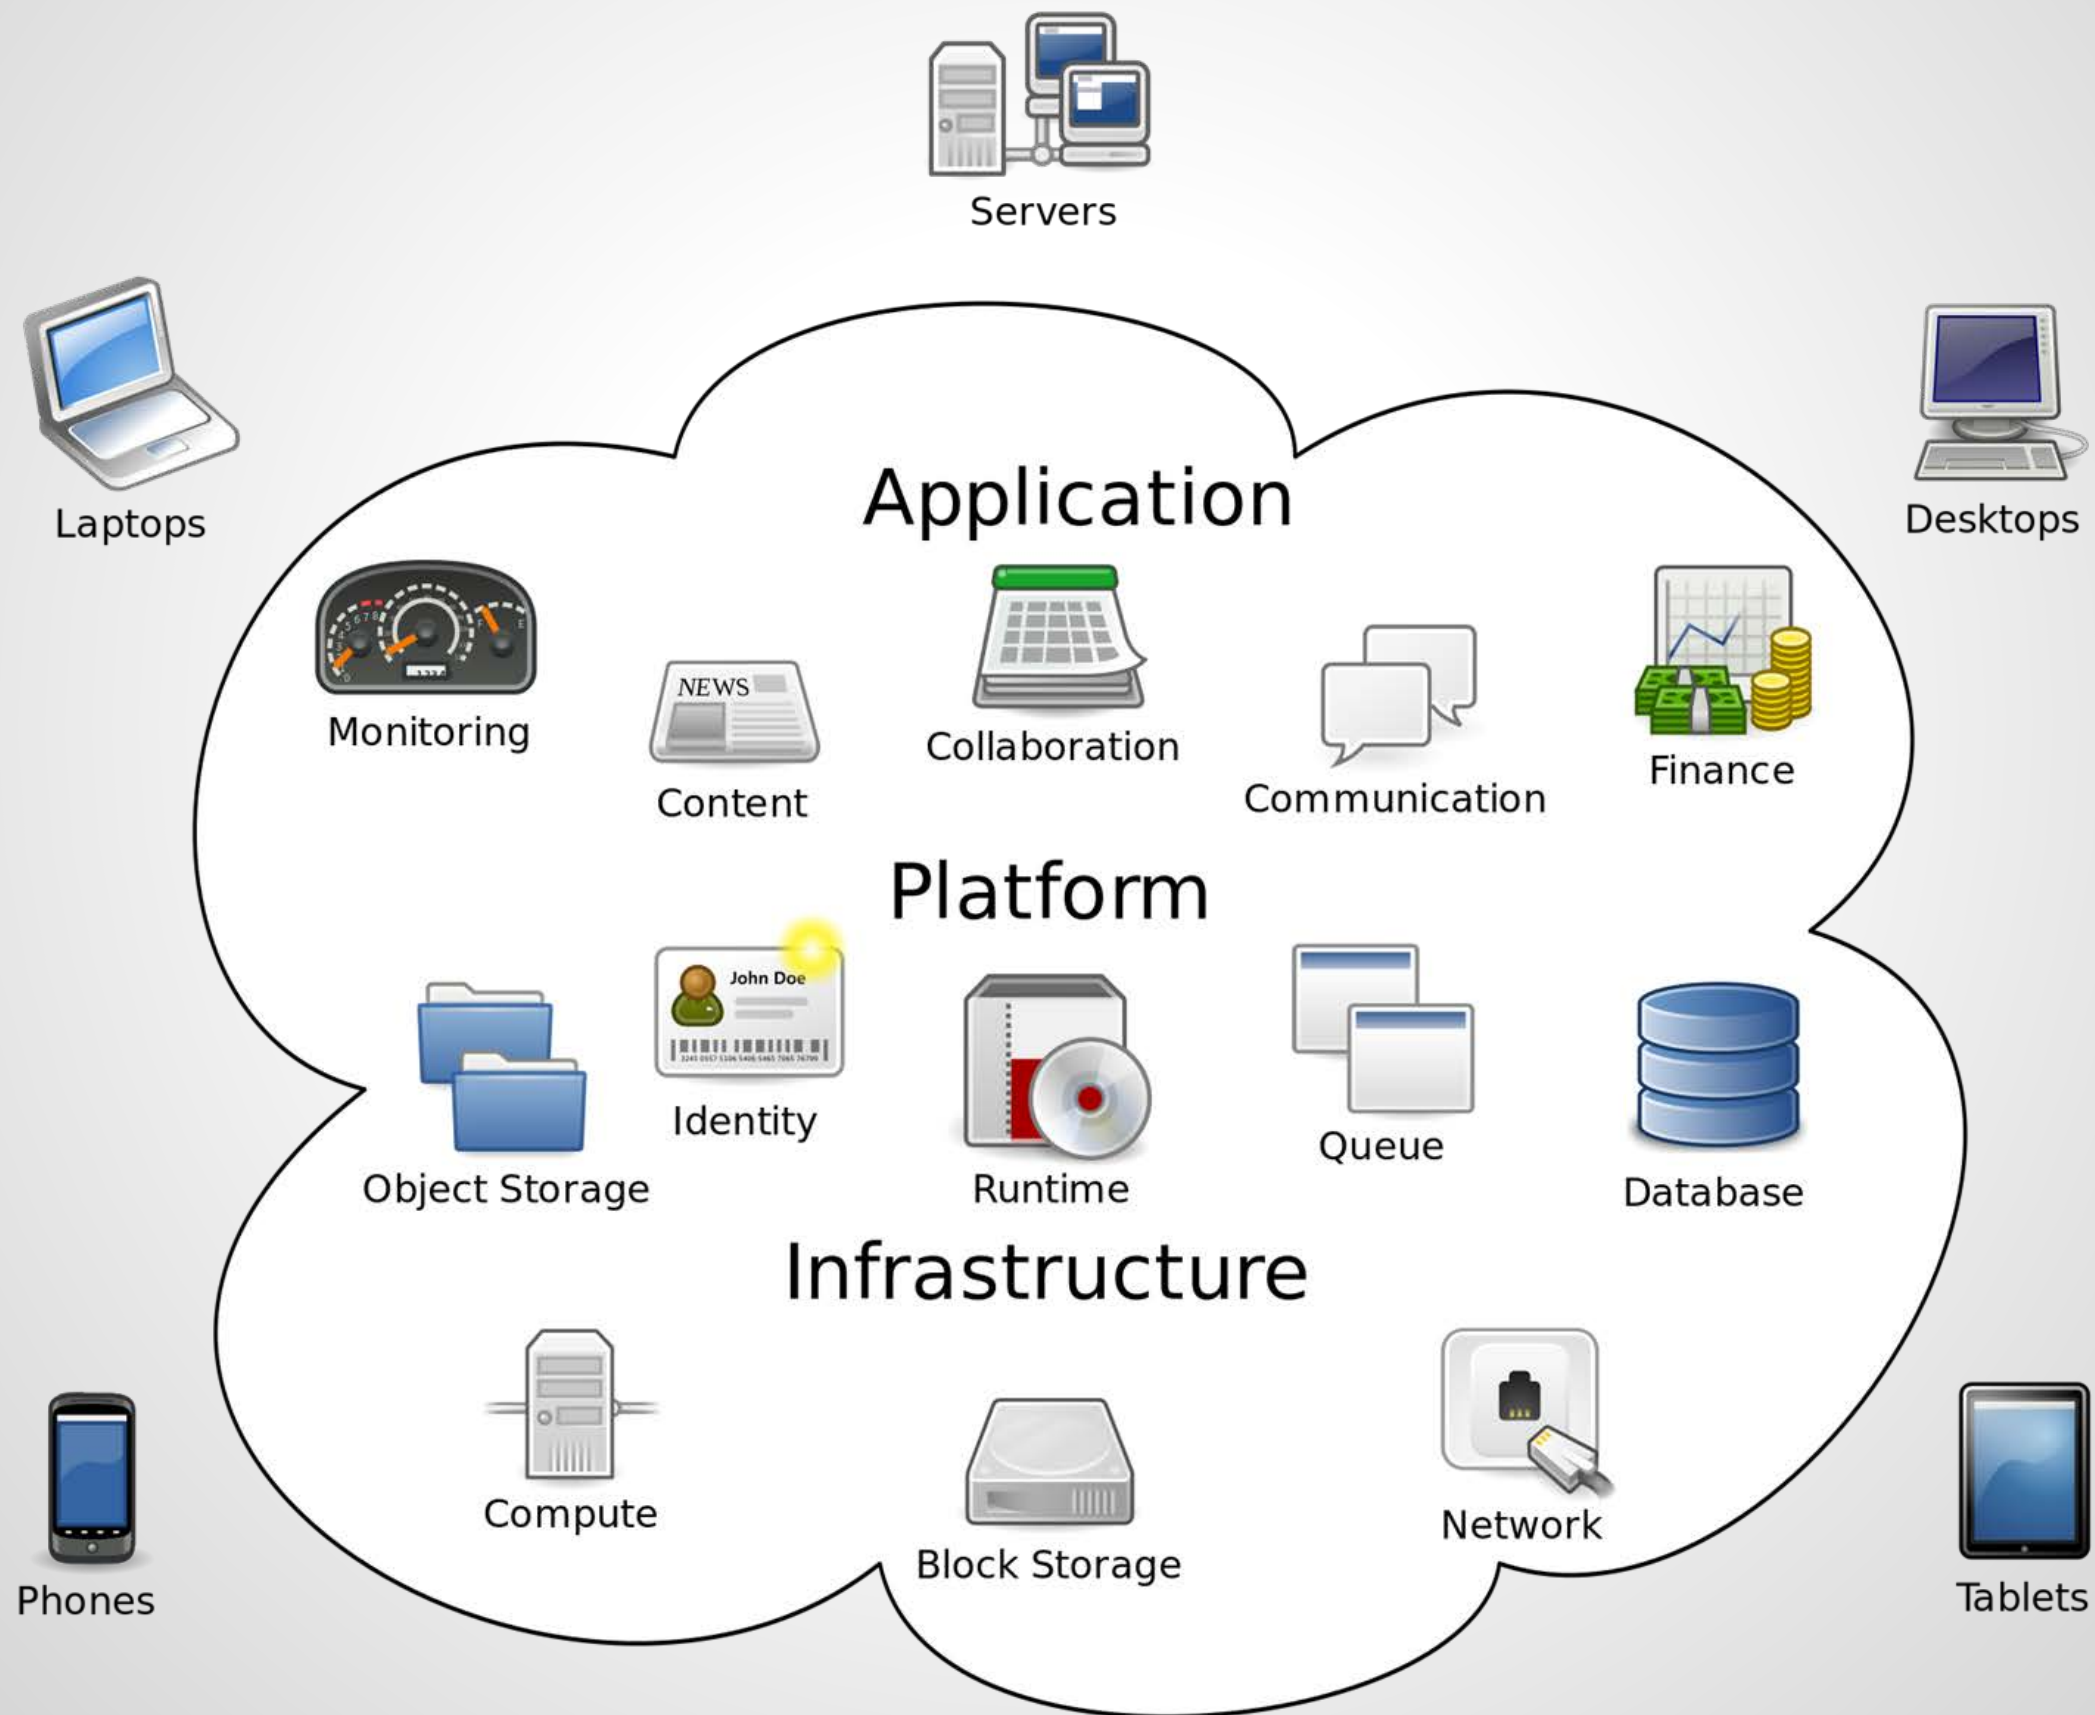 Servers
Laptops
Desktops
Application
Monitoring
NEWS
Content
Collaboration
Communication
Finance
Platform
John Doe
Object Storage
Identity
Runtime
Queue
Database
Infrastructure
Compute
Block Storage
Network
Phones
Tablets